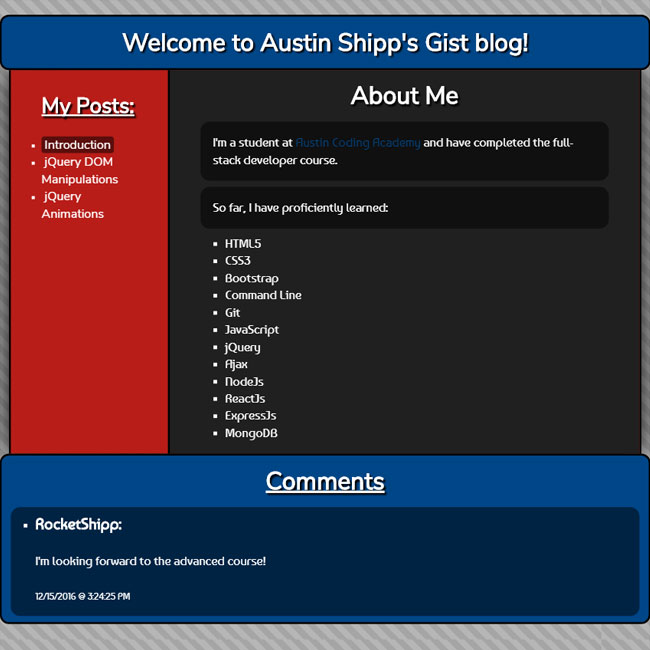 Welcome to Austin Shipp's Gist blog!
My Posts:
Introduction
jQuery DOM
Manipulations
jQuery
Animations
About Me
I'm a student at Austin Coding Academy and have completed the full-
stack developer course.
So far, I have proficiently learned:
HTML5
CSS3
Bootstrap
Command Line
Git
JavaScript
jQuery
Ajax
NodeJs
ReactJs
ExpressJs
MongoDB
Comments
RocketShipp:
I'm looking forward to the advanced course!
12/15/2016 @ 3:24:25 PM